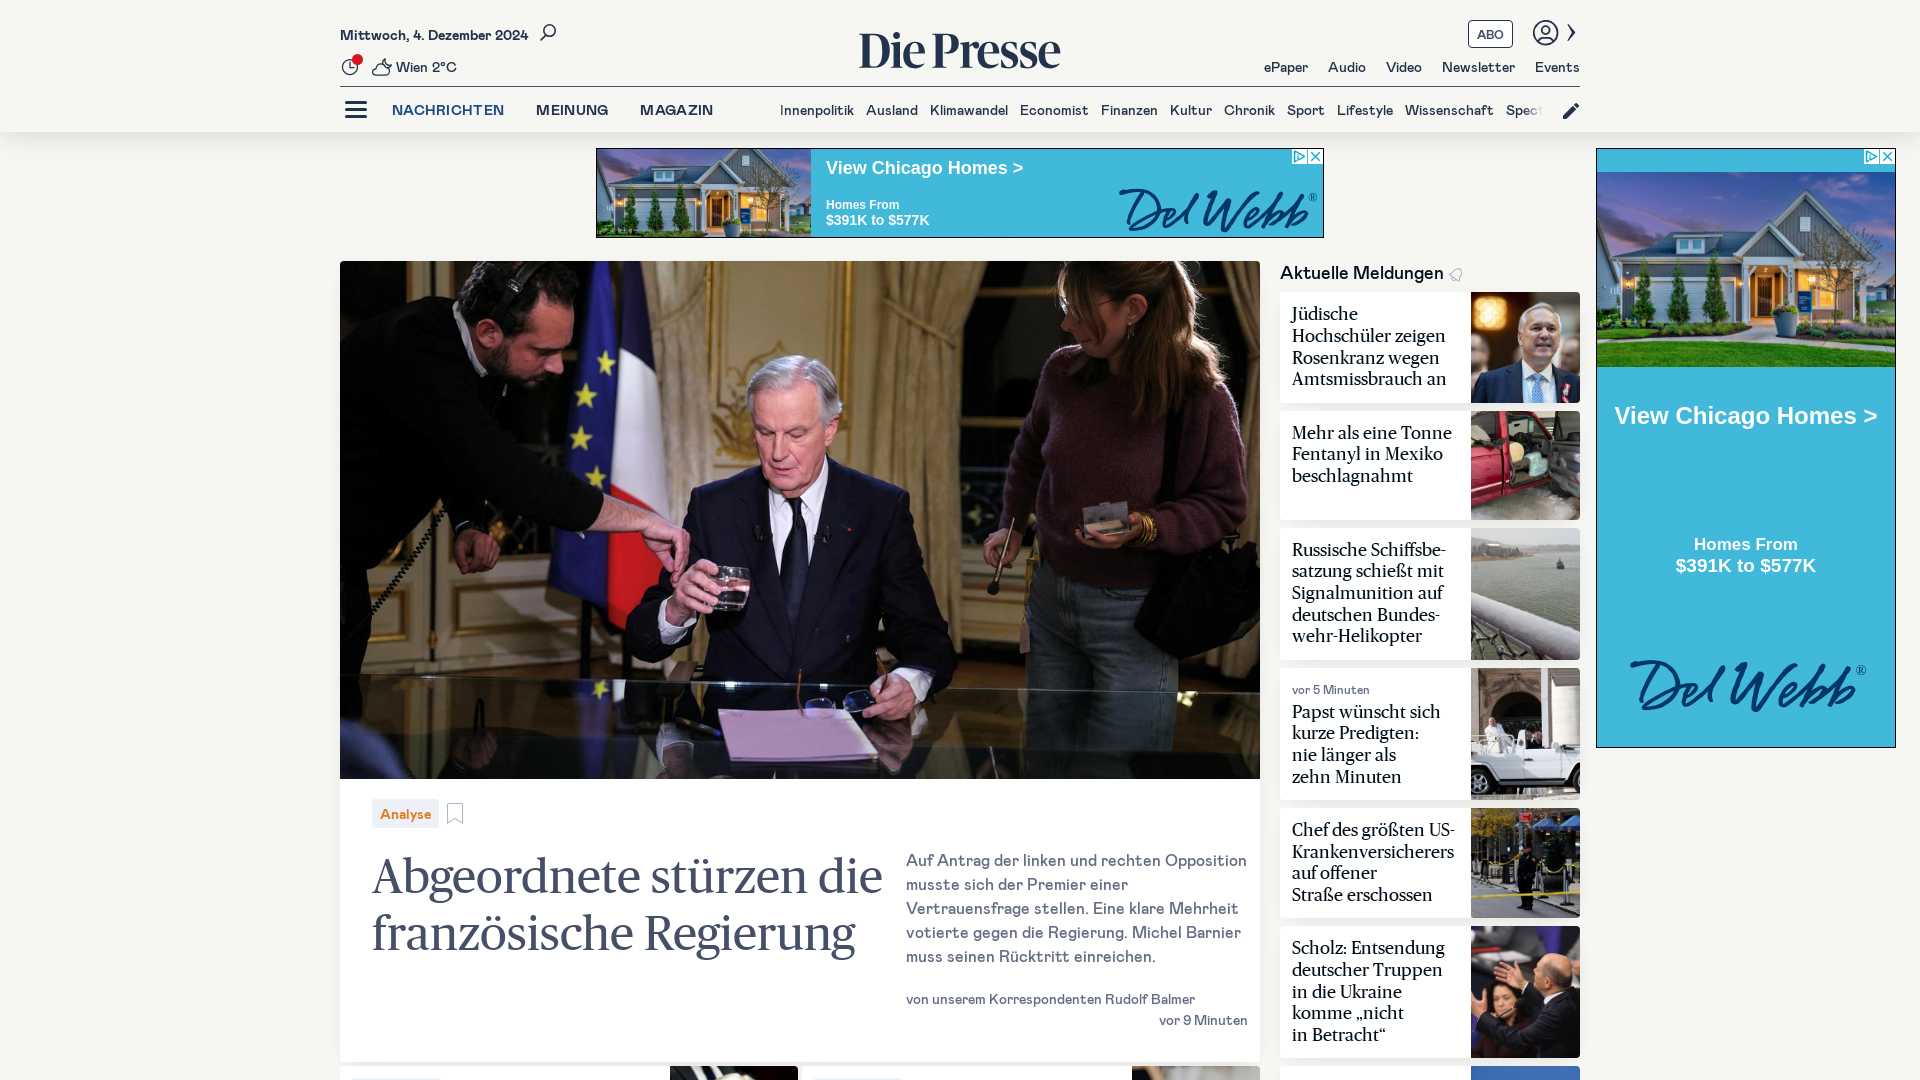 Mittwoch, 4. Dezember 2024
Wien 2°C
Die Presse
ABO
ePaper Audio Video Newsletter Events
NACHRICHTEN MEINUNG MAGAZIN
Innenpolitik Ausland Klimawandel Economist Finanzen Kultur Chronik Sport Lifestyle Wissenschaft Spect
View Chicago Homes >
Homes From
$391K to $577K
Del Webb®
Analyse
Abgeordnete stürzen die
französische Regierung
Auf Antrag der linken und rechten Opposition
musste sich der Premier einer
Vertrauensfrage stellen. Eine klare Mehrheit
votierte gegen die Regierung. Michel Barnier
muss seinen Rücktritt einreichen.
von unserem Korrespondenten Rudolf Balmer
vor 9 Minuten
Aktuelle Meldungen
Jüdische
Hochschüler zeigen
Rosenkranz wegen
Amtsmissbrauch an
Mehr als eine Tonne
Fentanyl in Mexiko
beschlagnahmt
Russische Schiffsbe-
satzung schießt mit
Signalmunition auf
deutschen Bundes-
wehr-Helikopter
vor 5 Minuten
Papst wünscht sich
kurze Predigten:
nie länger als
zehn Minuten
Chef des größten US-
Krankenversicherers
auf offener
Straße erschossen
Scholz: Entsendung
deutscher Truppen
in die Ukraine
komme „nicht
in Betracht“
View Chicago Homes >
Homes From
$391K to $577K
Del Webb®